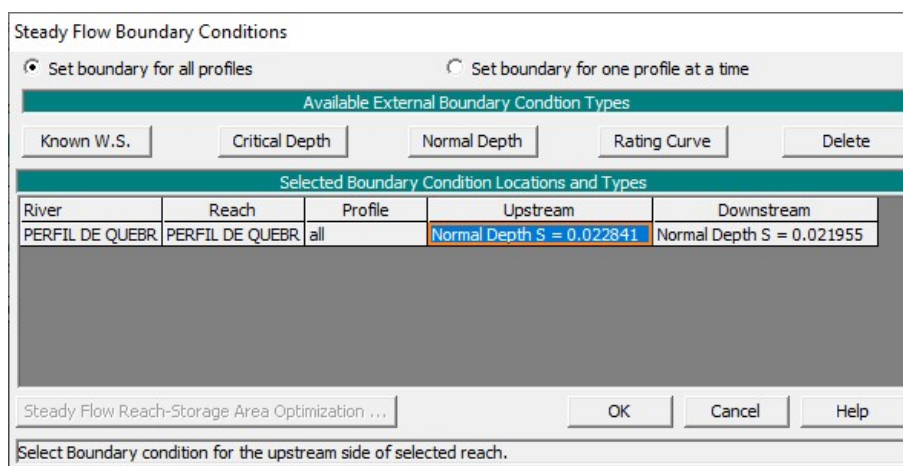 Steady Flow Boundary Conditions
Set boundary for all profiles Set boundary for one profile at a time
Available External Boundary Condtion Types
Known W.S. Critical Depth Normal Depth Rating Curve Delete
Selected Boundary Condition Locations and Types
River Reach Profile Upstream Downstream
PERFIL DE QUEBR PERFIL DE QUEBR all Normal Depth S = 0.022841 Normal Depth S = 0.021955
Steady Flow Reach-Storage Area Optimization ... OK Cancel Help
Select Boundary condition for the upstream side of selected reach.